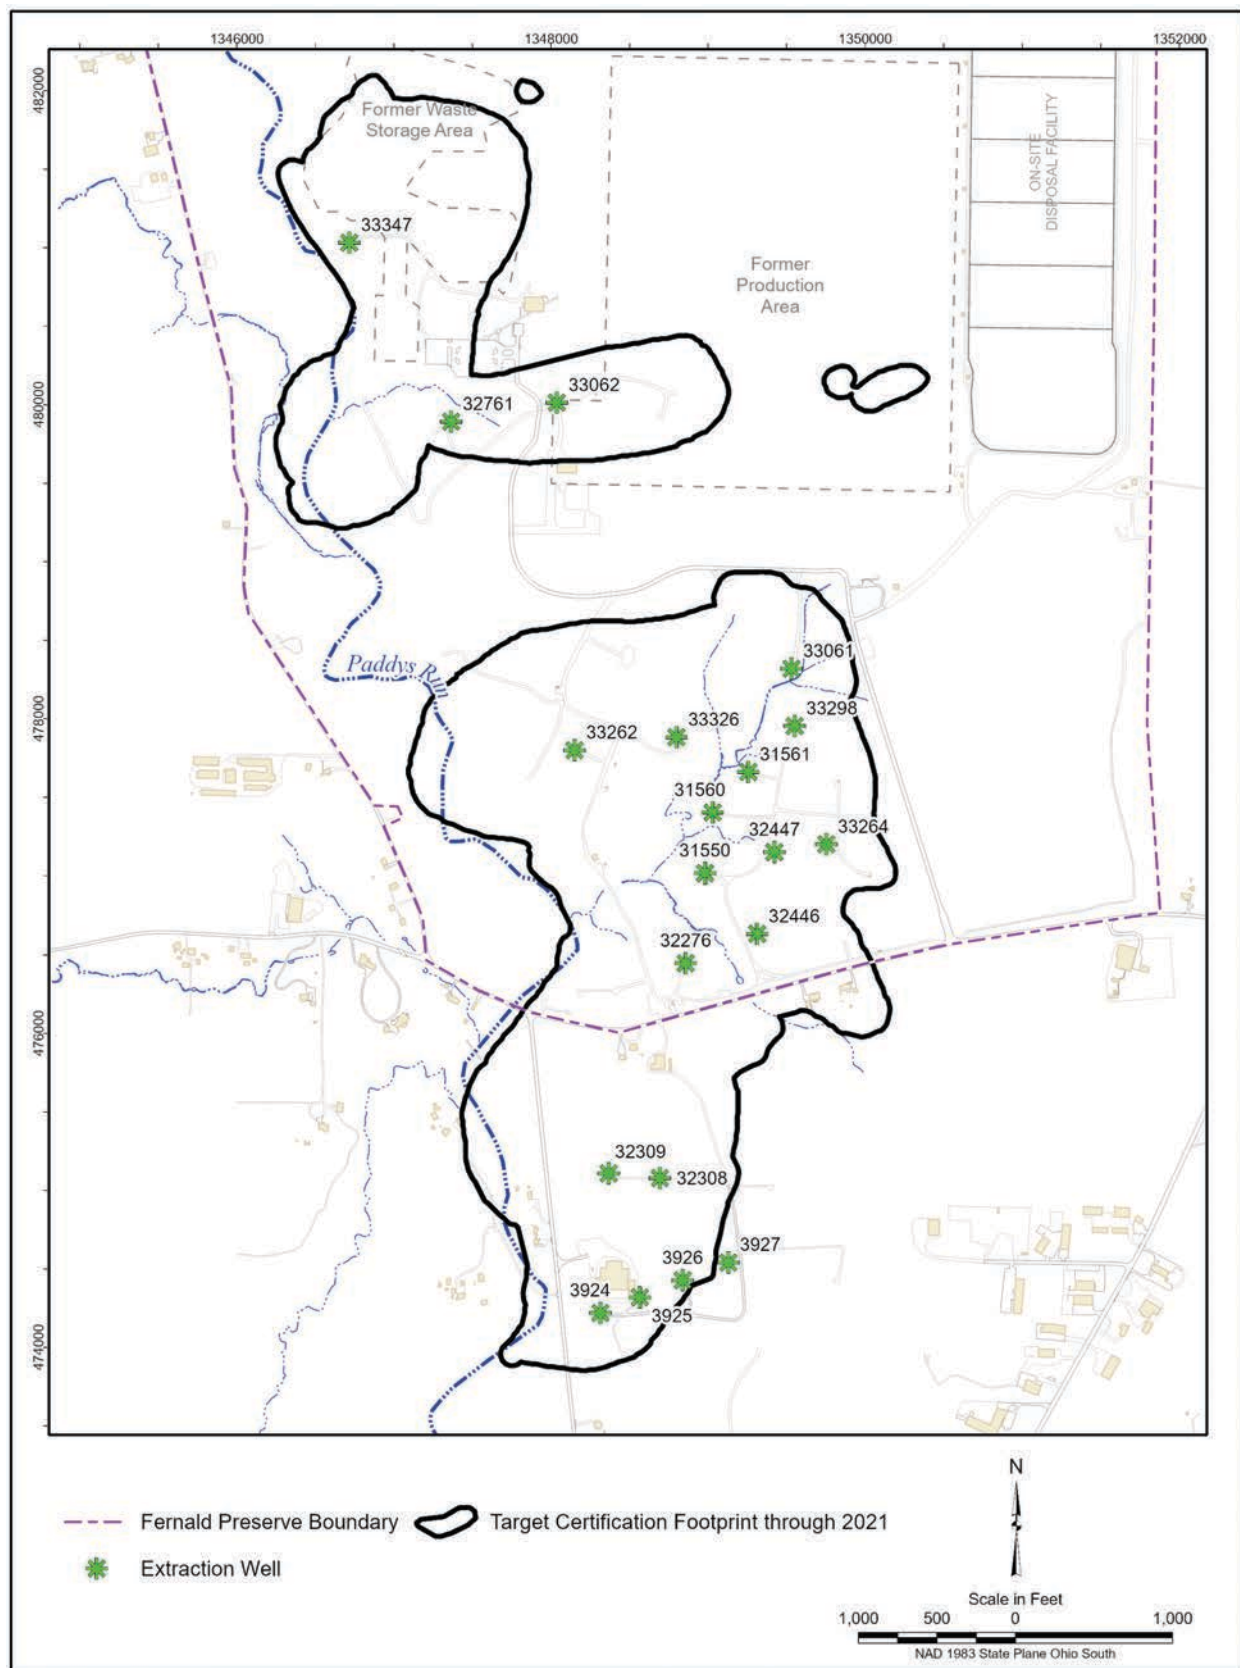 1346000
1348000
1350000
1352000
482000
480000
478000
476000
474000
Former Waste
Storage Area
ON-SITE
DISPOSAL FACILITY
33347
Former
Production
Area
33062
32761
Paddys Run
33061
33298
33326
33262
31561
31560
32447
33264
31550
32446
32276
32309
32308
3927
3926
3924
3925
N
Fernald Preserve Boundary
Target Certification Footprint through 2021
Extraction Well
Scale in Feet
1,000 500 0 1,000
NAD 1983 State Plane Ohio South